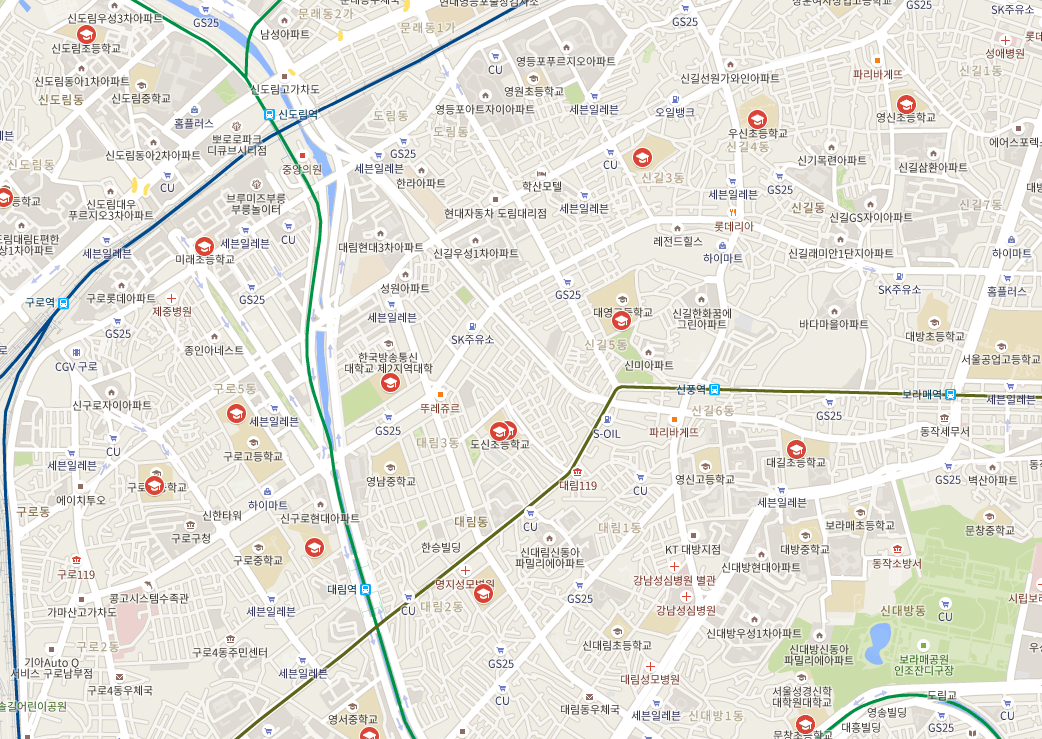 신도림우성3차아파트
GS25
문래동2가
현대영등포출장검사소
GS25
SK주유소
신도림초등학교
남성아파트
문래동1가
성애병원
신도림동아1차아파트
신도림고가차도
CU
영등포푸르지오아파트
신길선원가와인아파트
파리바게뜨
신길1동
신도림동
신도림중학교
영원초등학교
세븐일레븐
오일뱅크
영신초등학교
홈플러스
신도림역
도림동
영등포아트자이아파트
우신초등학교
뽀로로파크
디큐브시티점
도림동
신길4동
에어스포렉스
신도림동아2차아파트
GS25
신도림동
중앙의원
세븐일레븐
CU
신길목련아파트
신길삼환아파트
CU
한라아파트
학산모텔
신길3동
GS25
브루미즈부릉
부릉놀이터
세븐일레븐
세븐일레븐
신길7동
신도림대우
푸르지오3차아파트
현대자동차 도림대리점
신길동
신길GS자이아파트
롯데리아
세븐일레븐
세븐일레븐
CU
대림현대3차아파트
신길우성1차아파트
레전드힐스
하이마트
신길래미안1단지아파트
하이마트
미래초등학교
구로역
구로롯데아파트
GS25
성원아파트
GS25
SK주유소
홈플러스
제중병원
세븐일레븐
대영고등학교
신길한화꿈에
그린아파트
바다마을아파트
대방초등학교
GS25
SK주유소
종인아네스트
한국방송통신
대학교 제2지역대학
신길5동
서울공업고등학교
CGV 구로
신미아파트
구로5동
신풍역
보라매역
세븐일레븐
신구로자이아파트
뚜레쥬르
신길6동
GS25
세븐일레븐
CU
GS25
대림3동
도신초등학교
S-OIL
파리바게뜨
동작세무서
구로고등학교
세븐일레븐
대길초등학교
GS25
영남중학교
대림119
영신고등학교
벽산아파트
에이치투오
하이마트
CU
세븐일레븐
구로동
신한타워
신구로현대아파트
CU
대림1동
보라매초등학교
문창중학교
구로구청
대림동
KT 대방지점
대방중학교
구로중학교
한승빌딩
신대림신동아
파밀리에아파트
신대방현대아파트
동작소방서
구로119
대림역
명지성모병원
강남성심병원 별관
콩고시스템수족관
가마산고가차도
세븐일레븐
CU
대림2동
GS25
강남성심병원
신대방동
CU
신대방우성1차아파트
구로2동
구로4동주민센터
신대림초등학교
신대방신동아
파밀리에아파트
보라매공원
인조잔디구장
기아Auto Q
서비스 구로남부점
세븐일레븐
GS25
대림성모병원
구로4동우체국
CU
서울성경신학
대학원대학교
도림교
솔길어린이공원
영서중학교
대림동우체국
세븐일레븐
신대방1동
영송빌딩
GS25
CU
문창초등학교
대흥빌딩